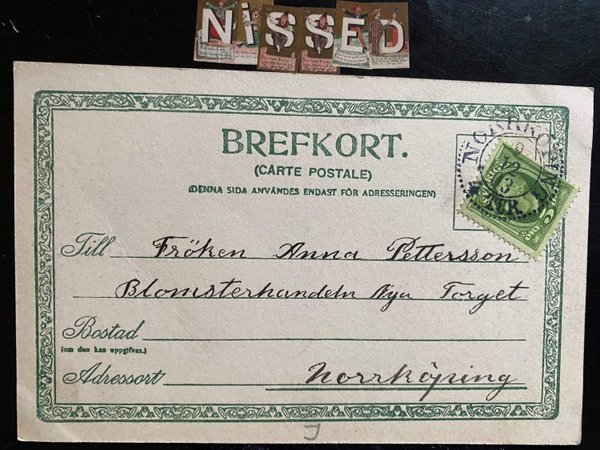 NiSSED
BREFKORT.
(CARTE POSTALE)
(DENNA SIDA ANVÄNDES ENDAST FÖR ADRESSERINGEN)
Till Fröken Anna Pettersson
Blomsterhandeln Nya Torget
Bostad
(om den kan uppgifvas.)
Adressort Norrköping